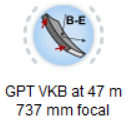 B-E
GPT VKB at 47 m
737 mm focal